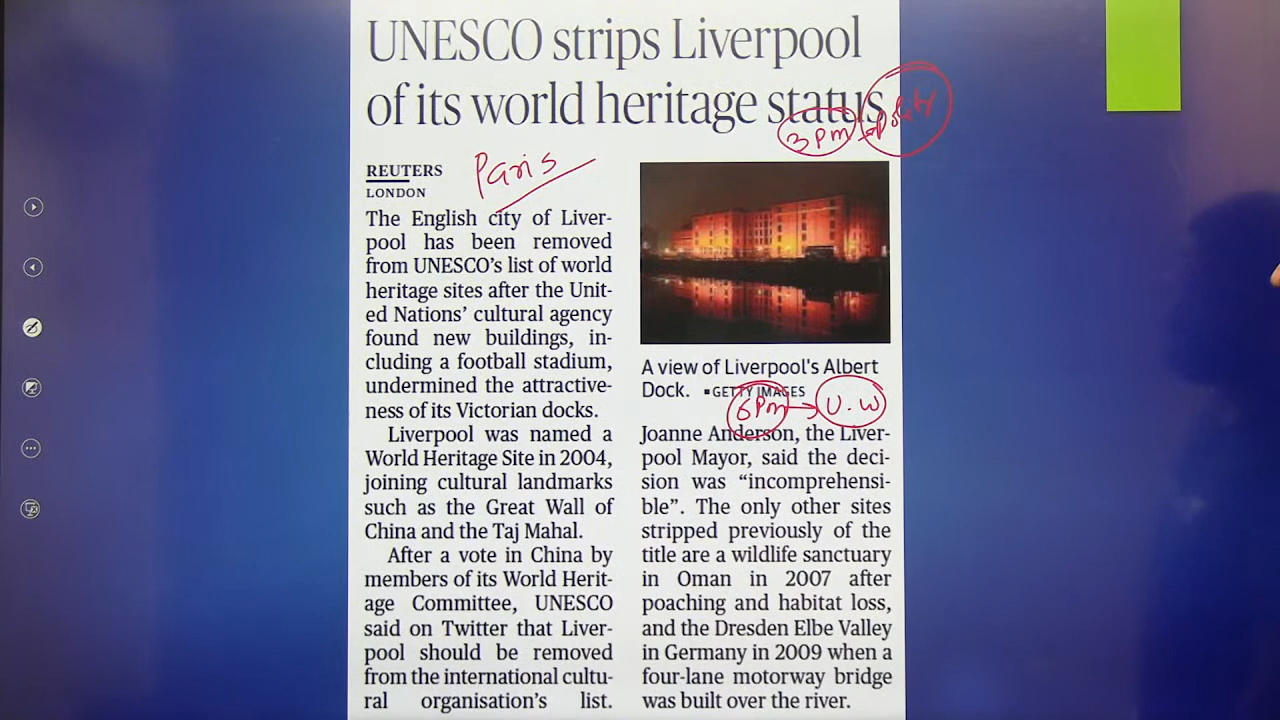 UNESCO strips Liverpool
of its world heritage status
3 pm
Polity
REUTERS
LONDON
Paris
The English city of Liver-
pool has been removed
from UNESCO's list of world
heritage sites after the Unit-
ed Nations' cultural agency
found new buildings, in-
cluding a football stadium,
undermined the attractive-
ness of its Victorian docks.
Liverpool was named a
World Heritage Site in 2004,
joining cultural landmarks
such as the Great Wall of
China and the Taj Mahal.
After a vote in China by
members of its World Herit-
age Committee, UNESCO
said on Twitter that Liver-
pool should be removed
from the international cultu-
ral organisation's list.
A view of Liverpool's Albert
Dock. ▪GETTY IMAGES
6pm → U.W
Joanne Anderson, the Liver-
pool Mayor, said the deci-
sion was “incomprehensi-
ble”. The only other sites
stripped previously of the
title are a wildlife sanctuary
in Oman in 2007 after
poaching and habitat loss,
and the Dresden Elbe Valley
in Germany in 2009 when a
four-lane motorway bridge
was built over the river.